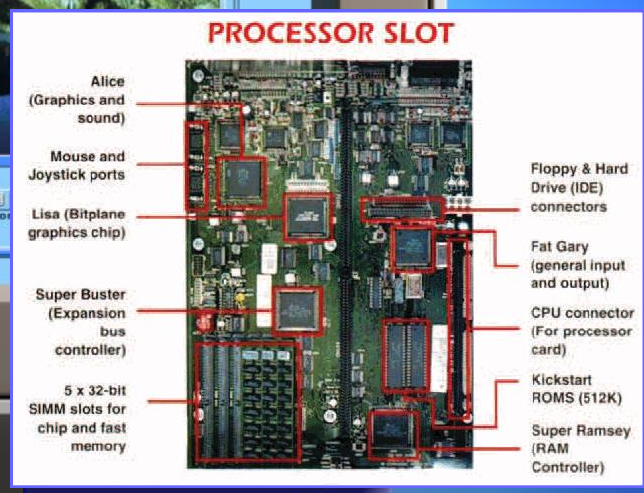 PROCESSOR SLOT
Alice
(Graphics and
sound)
Mouse and
Joystick ports
Lisa (Bitplane
graphics chip)
Super Buster
(Expansion
bus
controller)
5 x 32-bit
SIMM slots for
chip and fast
memory
Floppy & Hard
Drive (IDE)
connectors
Fat Gary
(general input
and output)
CPU connector
(For processor
card)
Kickstart
ROMS (512K)
Super Ramsey
(RAM
Controller)